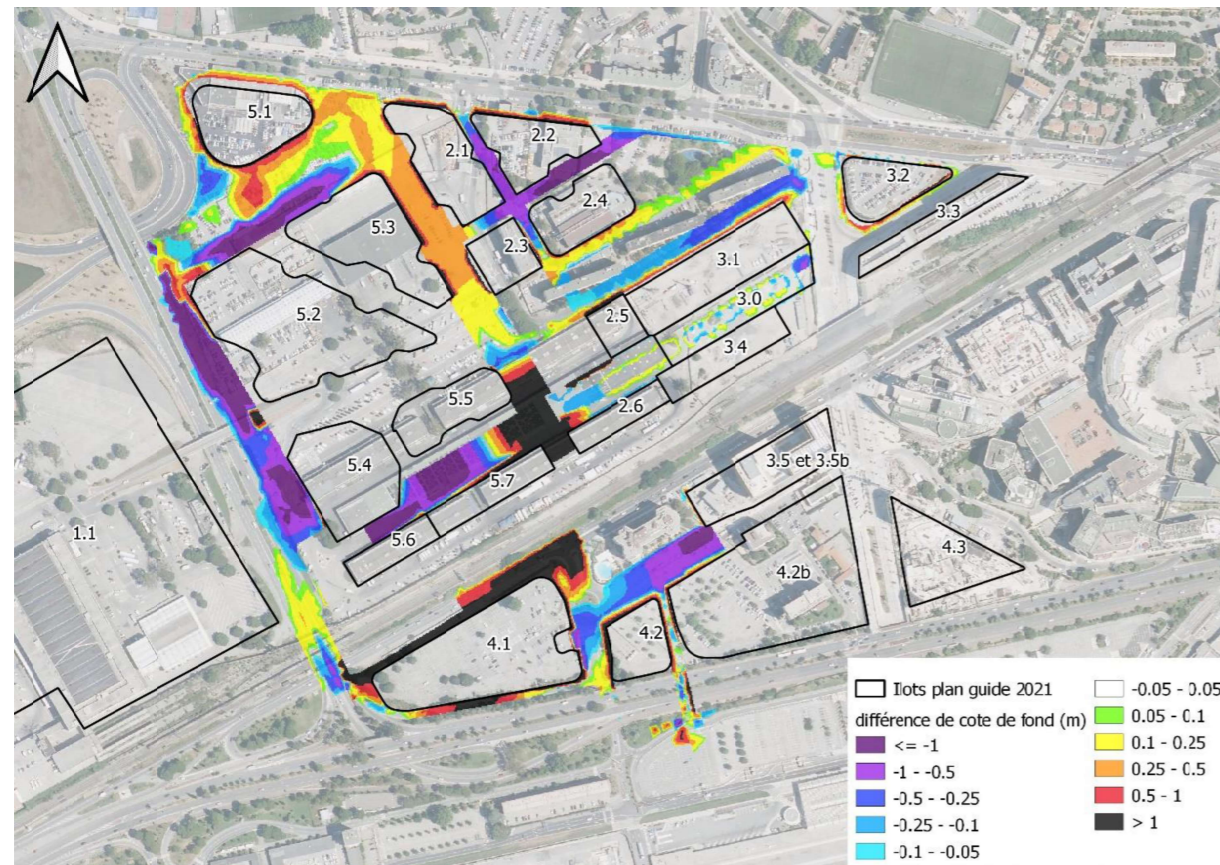 5.1
2.1
2.2
2.4
3.2
3.3
5.3
2.3
3.1
5.2
3.0
2.5
3.4
5.5
2.6
5.4
5.7
3.5 et 3.5b
5.6
1.1
4.3
4.2b
4.1
4.2
Ilots plan guide 2021
différence de cote de fond (m)
<= -1
-1 - -0.5
-0.5 - -0.25
-0.25 - -0.1
-0.1 - -0.05
-0.05 - 0.05
0.05 - 0.1
0.1 - 0.25
0.25 - 0.5
0.5 - 1
> 1